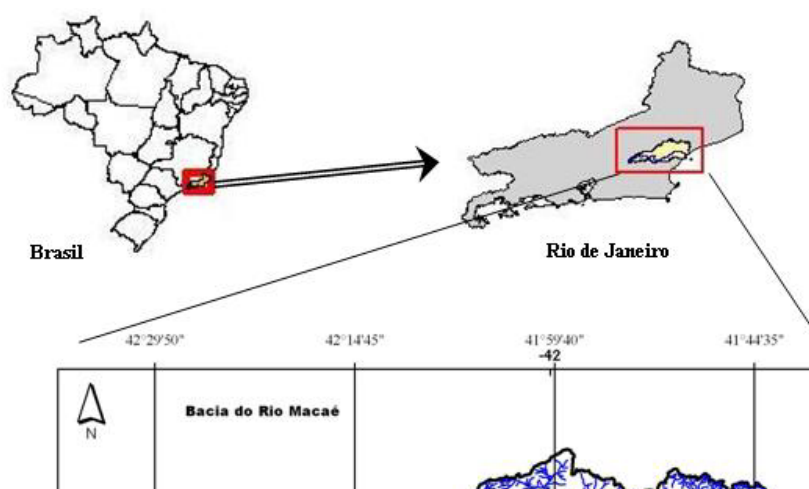 Brasil
Rio de Janeiro
42°29'50" 42°14'45" 41°59'40" 41°44'35"
-42
N
Bacia do Rio Macaé